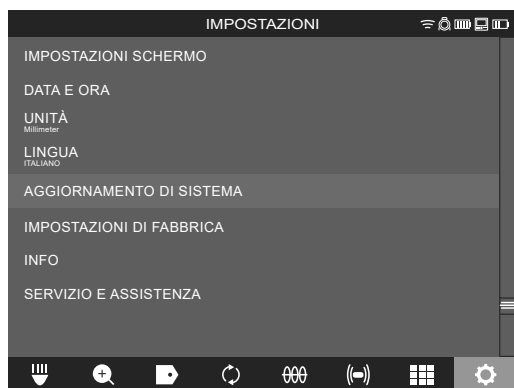 IMPOSTAZIONI
IMPOSTAZIONI SCHERMO
DATA E ORA
UNITÀ
Millimeter
LINGUA
ITALIANO
AGGIORNAMENTO DI SISTEMA
IMPOSTAZIONI DI FABBRICA
INFO
SERVIZIO E ASSISTENZA